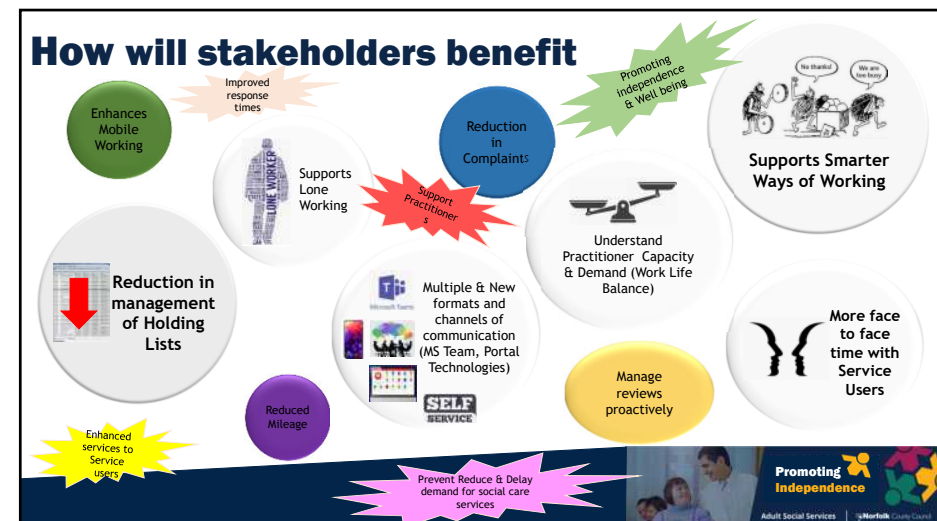 How will stakeholders benefit
Improved
response
times
Enhances
Mobile
Working
LONE WORKER
Supports
Lone
Working
Support
Practitioner
s
Reduction
in
Complaints
Promoting
independence
& Well being
No thanks!
We are
too busy
Supports Smarter
Ways of Working
Reduction in
management
of Holding
Lists
Microsoft Teams
Multiple & New
formats and
channels of
communication
(MS Team, Portal
Technologies)
SELF
SERVICE
Understand
Practitioner Capacity
& Demand (Work Life
Balance)
More face
to face
time with
Service
Users
Manage
reviews
proactively
Reduced
Mileage
Enhanced
services to
Service
users
Prevent Reduce & Delay
demand for social care
services
Promoting
Independence
Adult Social Services
Norfolk County Council